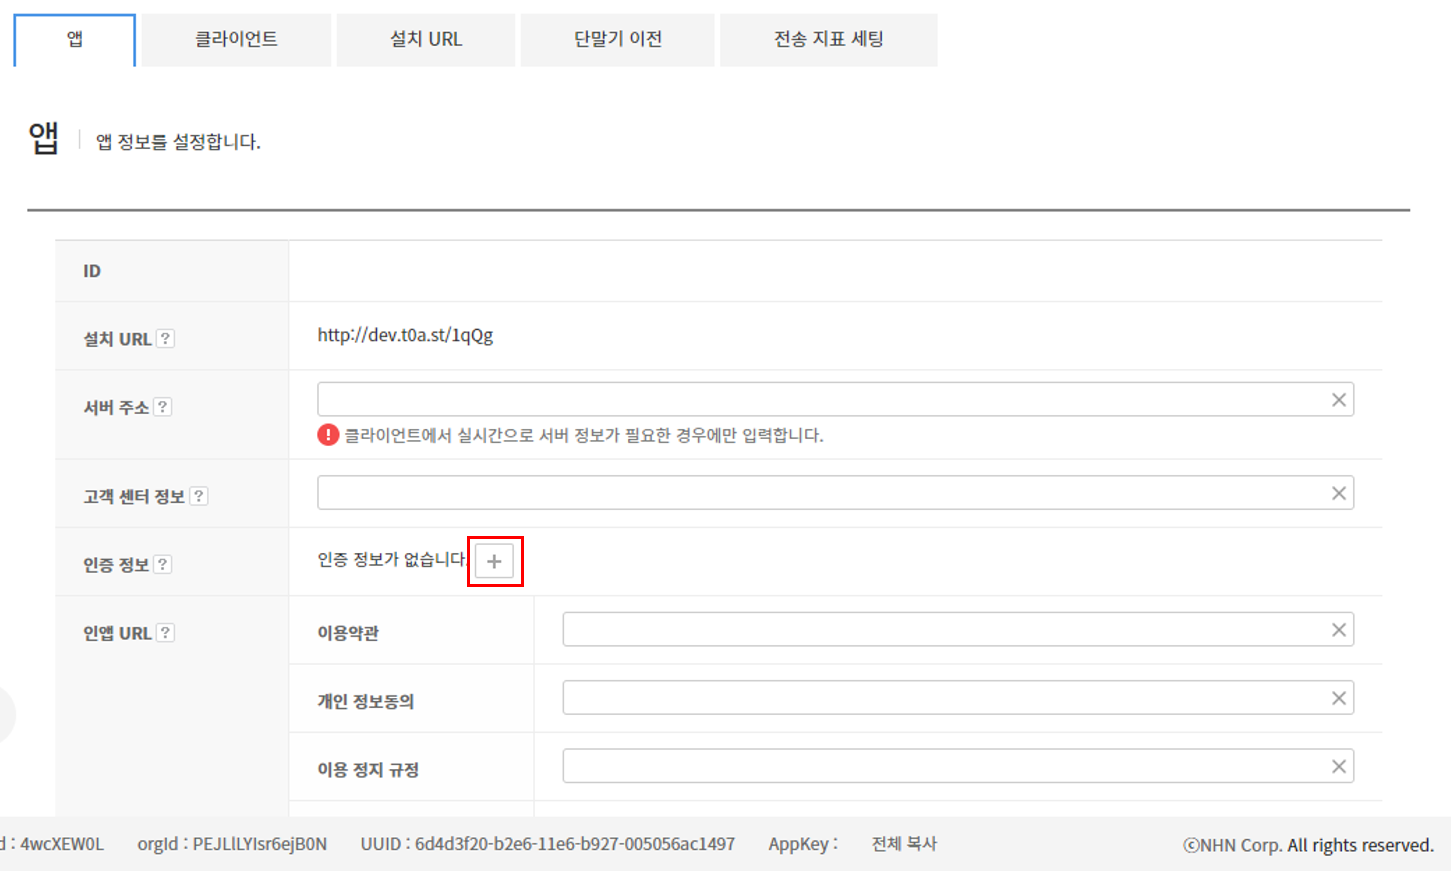 앱 클라이언트 설치 URL 단말기 이전 전송 지표 세팅
앱 앱 정보를 설정합니다.
ID
설치 URL ? http://dev.t0a.st/1qQg
서버 주소 ?
! 클라이언트에서 실시간으로 서버 정보가 필요한 경우에만 입력합니다.
고객 센터 정보 ?
인증 정보 ? 인증 정보가 없습니다. +
인앱 URL ? 이용약관
개인 정보동의
이용 정지 규정
d : 4wcXEW0L orgId : PEJLlLYIsr6ejB0N UUID : 6d4d3f20-b2e6-11e6-b927-005056ac1497 AppKey : 전체 복사 ⓒNHN Corp. All rights reserved.